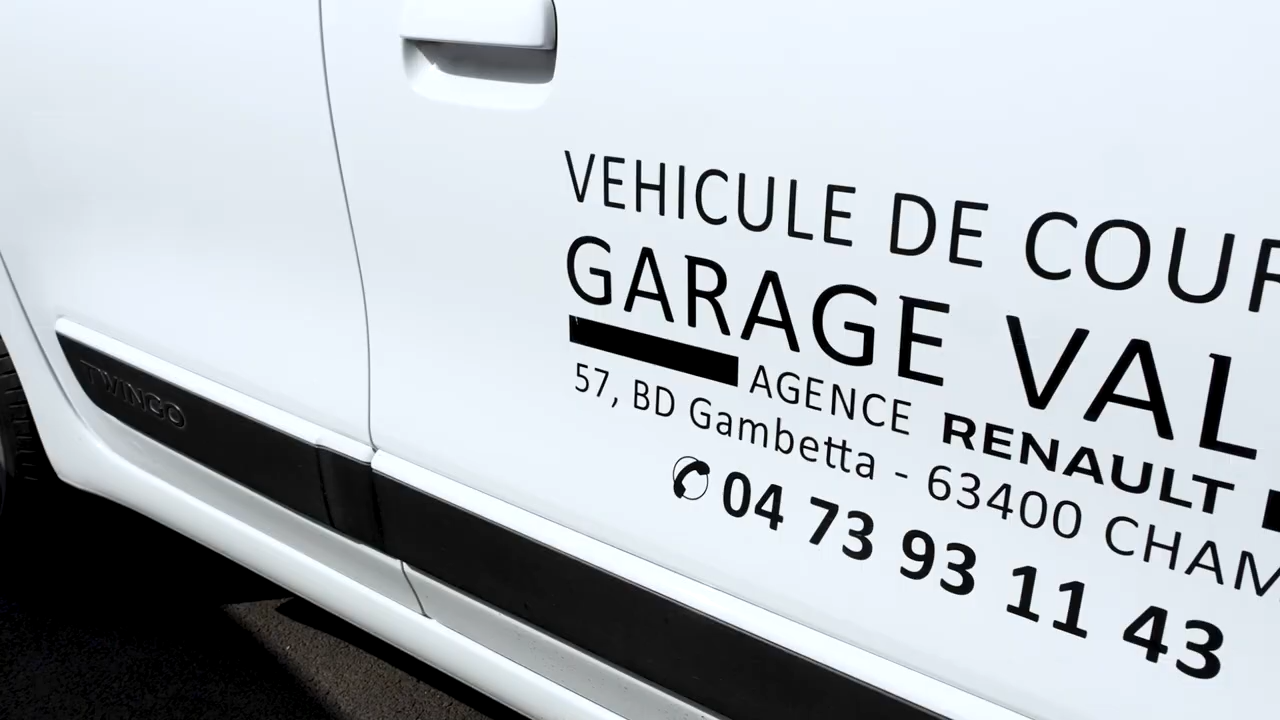 VEHICULE DE COUR
GARAGE VAL
AGENCE RENAULT
57, BD Gambetta - 63400 CHAM
04 73 93 11 43
TWINGO